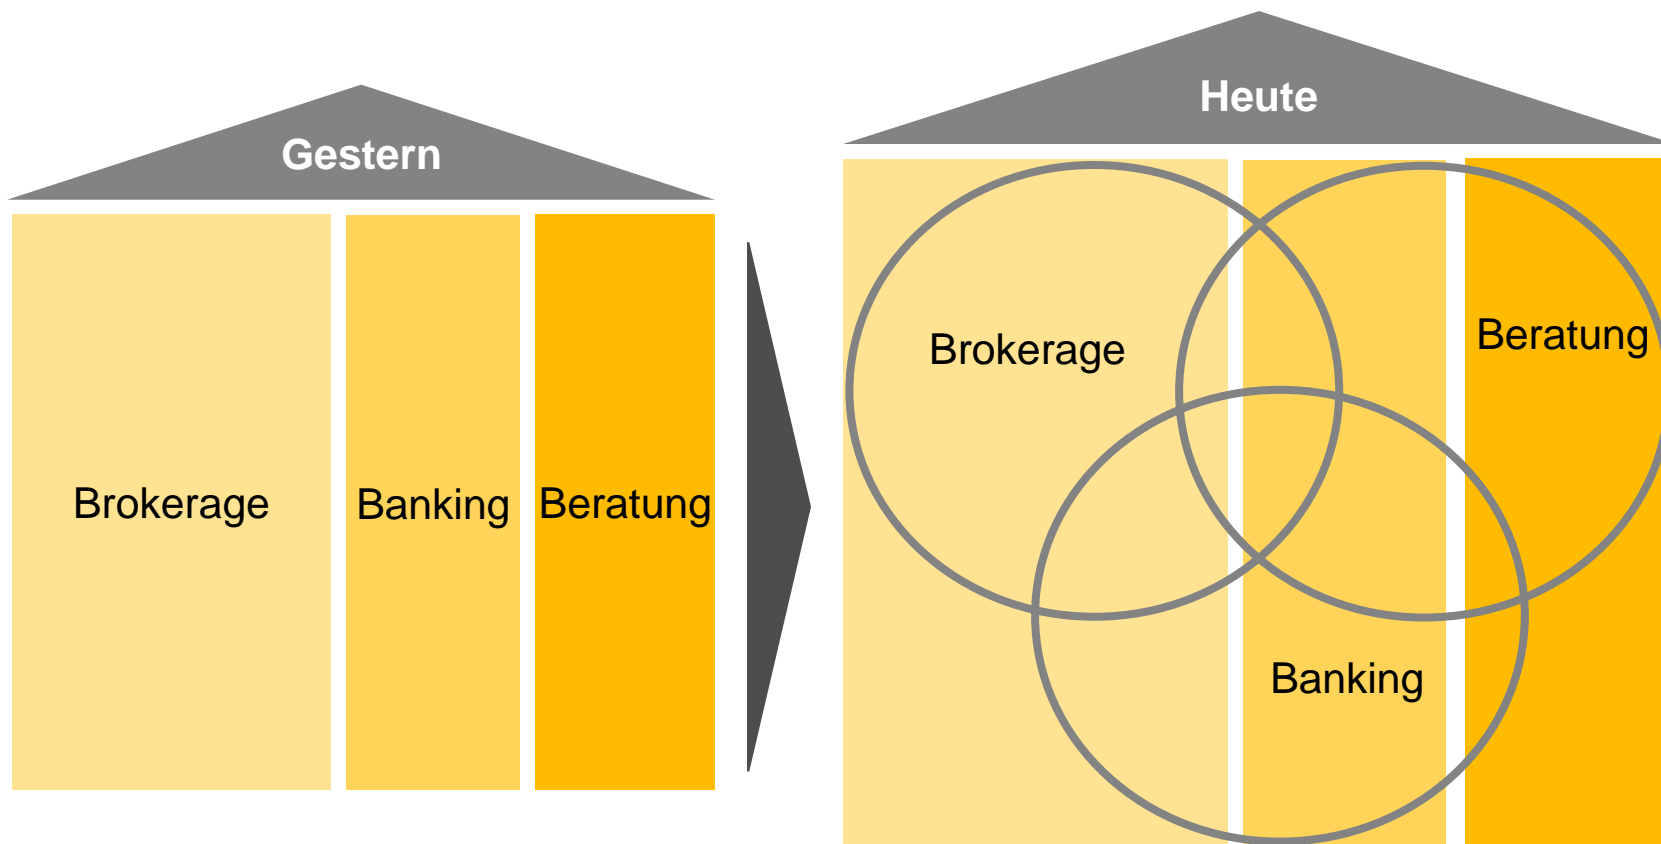 Gestern
Brokerage
Banking
Beratung
Heute
Brokerage
Beratung
Banking